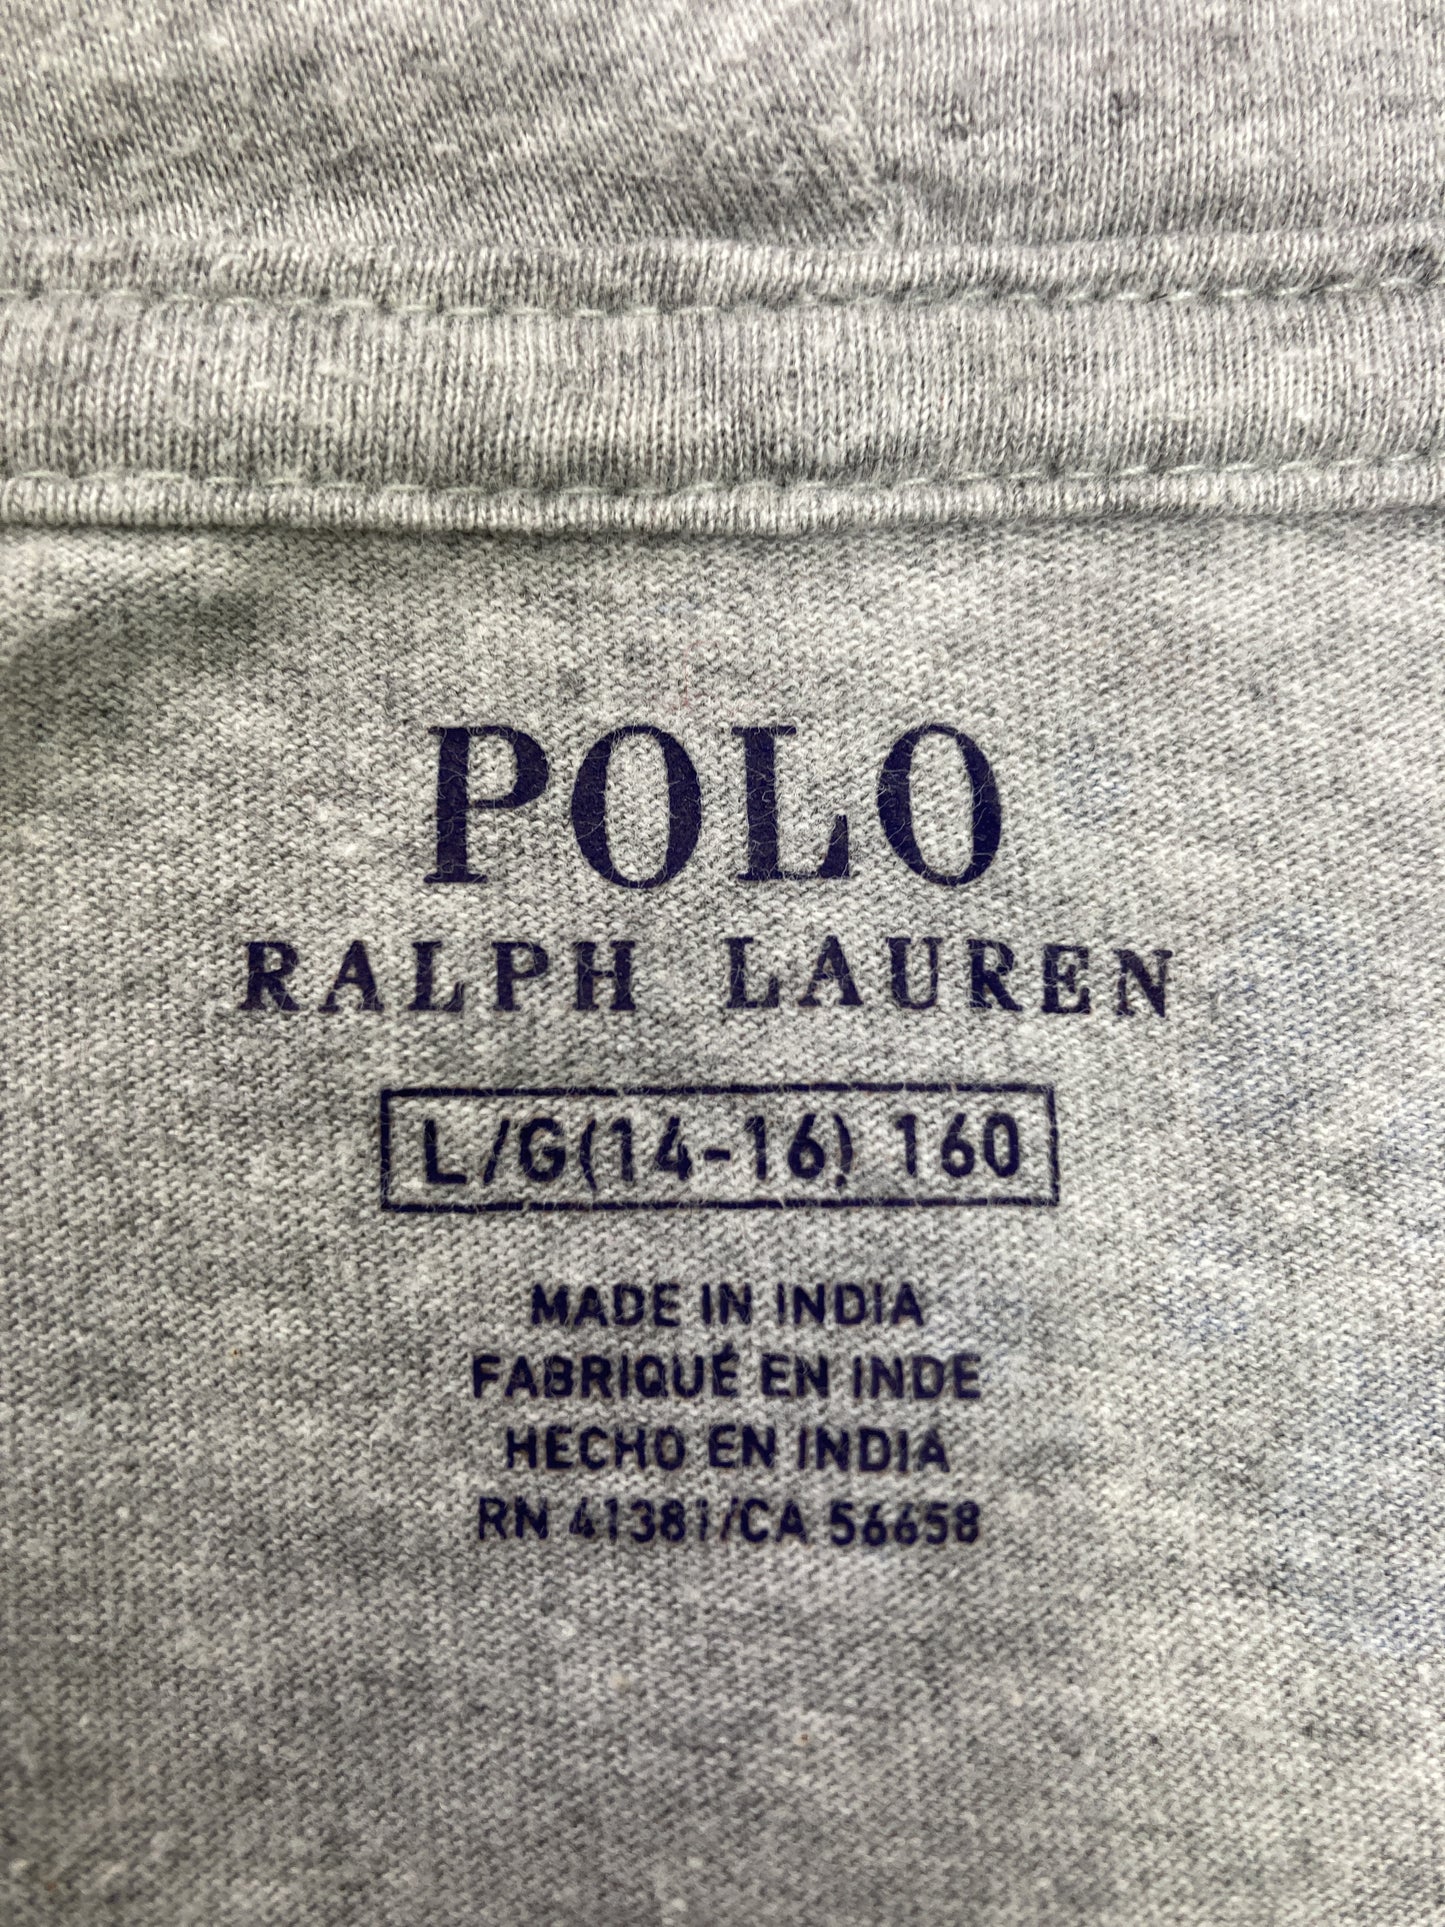 POLO
RALPH LAUREN
L/G(14-16) 160
MADE IN INDIA
FABRIQUÉ EN INDE
HECHO EN INDIA
RN 41381/CA 56658